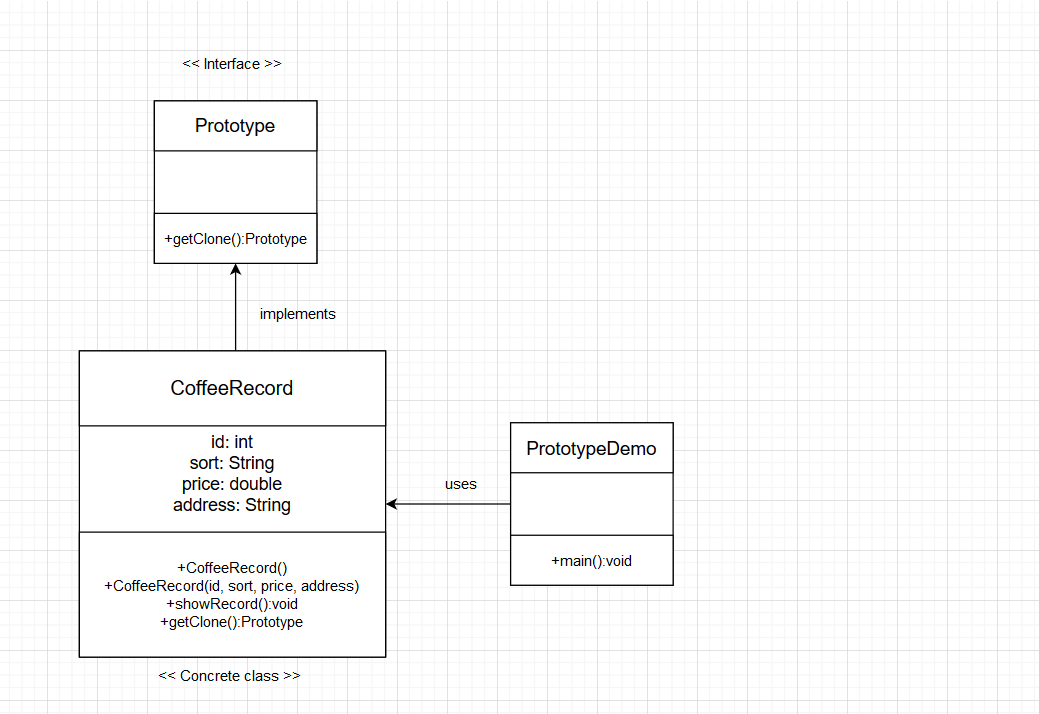 << Interface >>
Prototype
+getClone():Prototype
implements
CoffeeRecord
id: int
sort: String
price: double
address: String
+CoffeeRecord()
+CoffeeRecord(id, sort, price, address)
+showRecord():void
+getClone():Prototype
<< Concrete class >>
uses
PrototypeDemo
+main():void